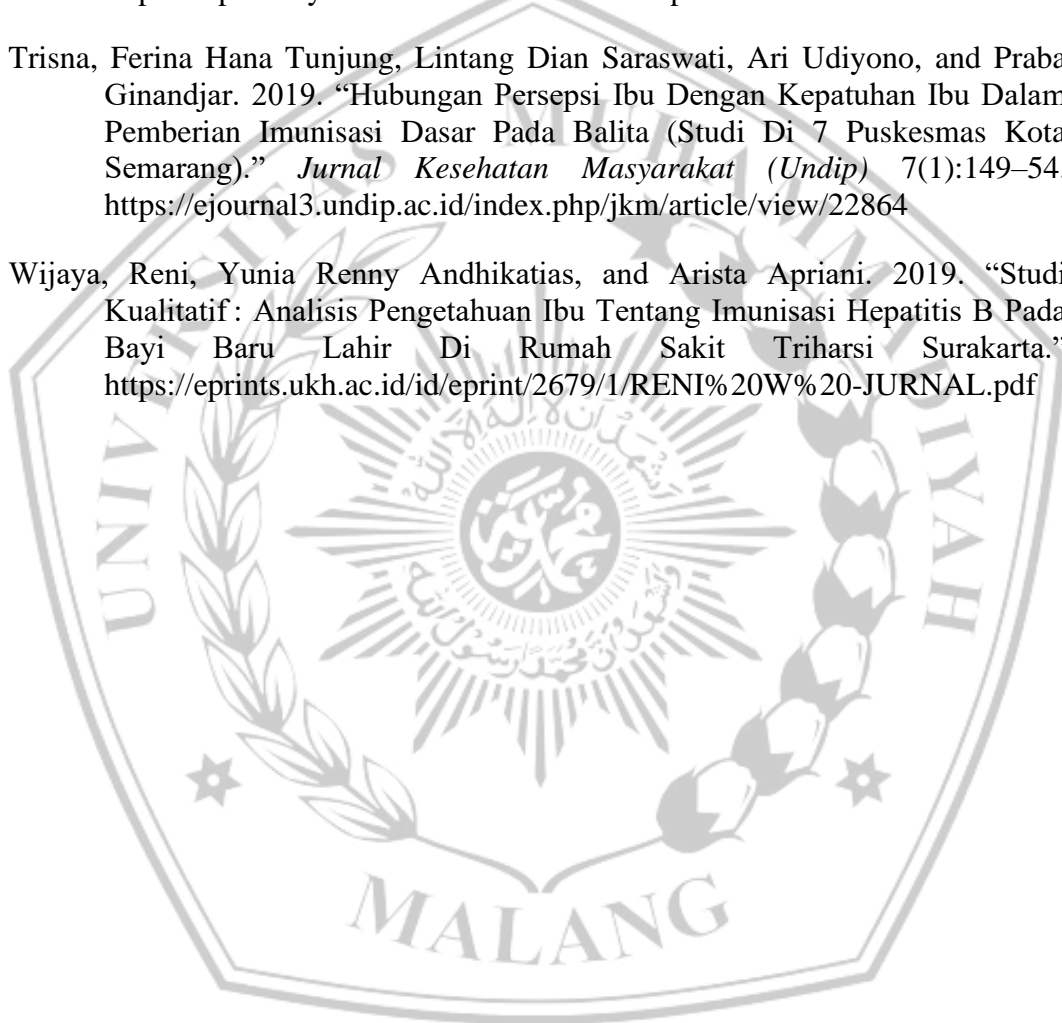 Trisna, Ferina Hana Tunjung, Lintang Dian Saraswati, Ari Udiyono, and Praba
Ginandjar. 2019. “Hubungan Persepsi Ibu Dengan Kepatuhan Ibu Dalam
Pemberian Imunisasi Dasar Pada Balita (Studi Di 7 Puskesmas Kota
Semarang).” Jurnal Kesehatan Masyarakat (Undip) 7(1):149–54.
https://ejournal3.undip.ac.id/index.php/jkm/article/view/22864
Wijaya, Reni, Yunia Renny Andhikatias, and Arista Apriani. 2019. “Studi
Kualitatif : Analisis Pengetahuan Ibu Tentang Imunisasi Hepatitis B Pada
Bayi Baru Lahir Di Rumah Sakit Triharsi Surakarta.”
https://eprints.ukh.ac.id/id/eprint/2679/1/RENI%20W%20-JURNAL.pdf
UNIVERSITAS MUHAMMADIYAH
MALANG